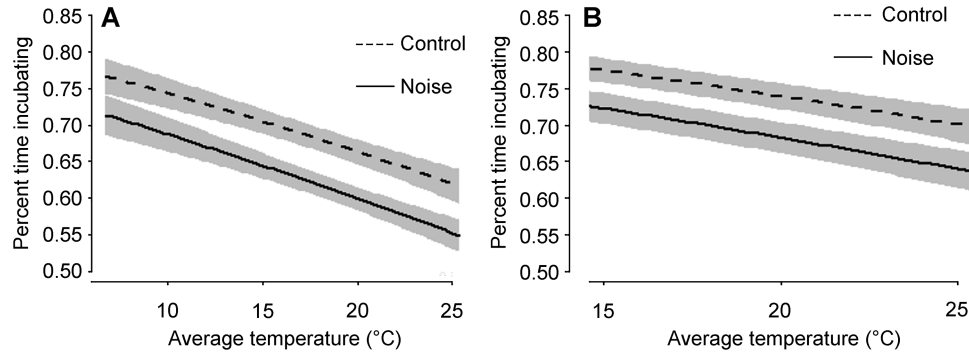 A
0.85
0.80
0.75
0.70
0.65
0.60
0.55
0.50
Percent time incubating
Control
Noise
10
15
20
25
Average temperature (°C)
B
0.85
0.80
0.75
0.70
0.65
0.60
0.55
0.50
Percent time incubating
Control
Noise
15
20
25
Average temperature (°C)